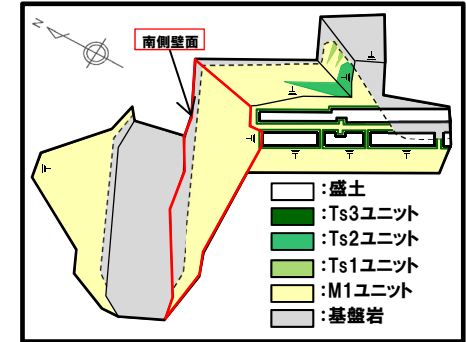 N
南側壁面
:盛土
:Ts3ユニット
:Ts2ユニット
:Ts1ユニット
:M1ユニット
:基盤岩